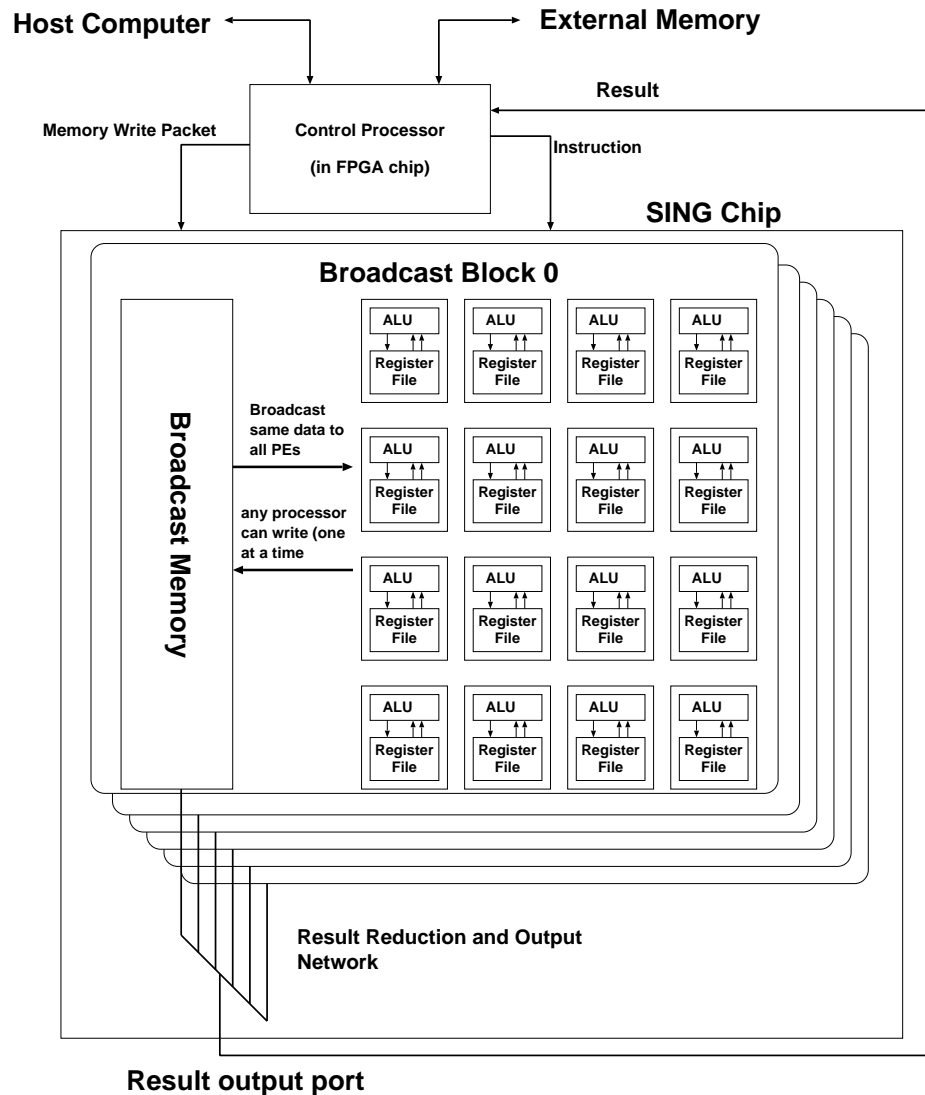 Host Computer
External Memory
Result
Memory Write Packet
Control Processor
(in FPGA chip)
Instruction
SING Chip
Broadcast Block 0
Broadcast Memory
Broadcast
same data to
all PEs
any processor
can write (one
at a time
ALU
Register
File
ALU
Register
File
ALU
Register
File
ALU
Register
File
ALU
Register
File
ALU
Register
File
ALU
Register
File
ALU
Register
File
ALU
Register
File
ALU
Register
File
ALU
Register
File
ALU
Register
File
ALU
Register
File
ALU
Register
File
ALU
Register
File
ALU
Register
File
Result Reduction and Output
Network
Result output port